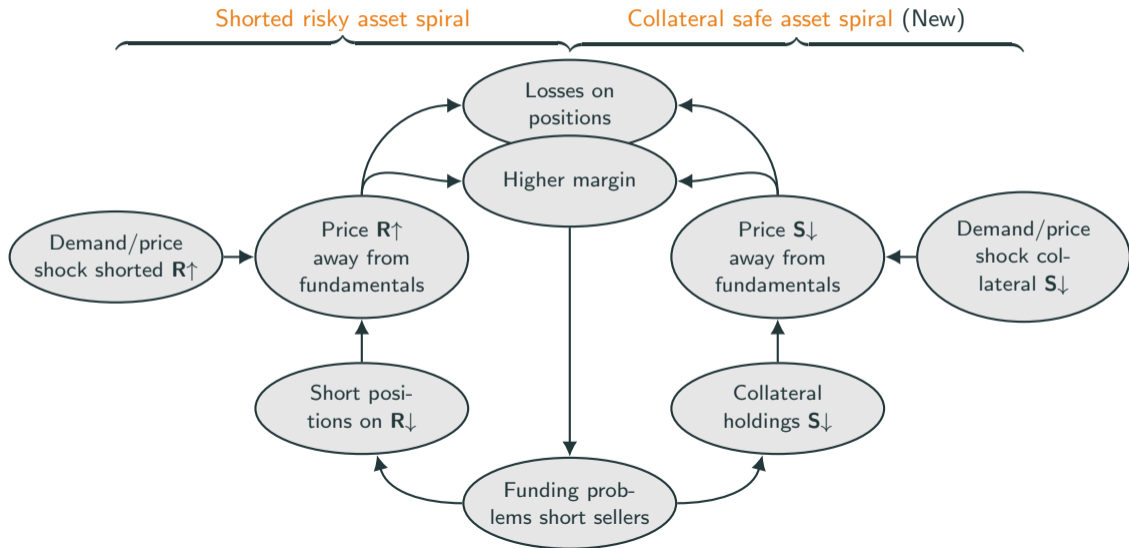 Shorted risky asset spiral
Collateral safe asset spiral (New)
Losses on
positions
Higher margin
Demand/price
shock shorted R↑
Price R↑
away from
fundamentals
Price S↓
away from
fundamentals
Demand/price
shock col-
lateral S↓
Short posi-
tions on R↓
Collateral
holdings S↓
Funding prob-
lems short sellers